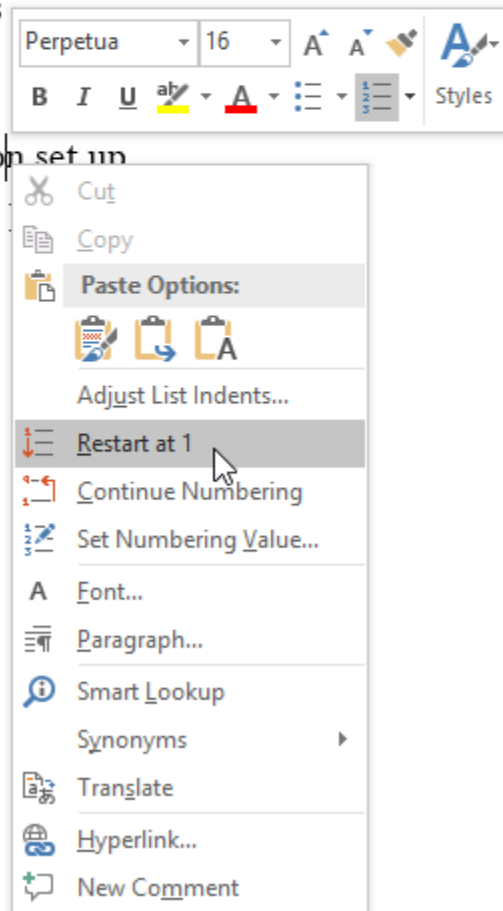 Perpetua 16 A A
B I U ab A Styles
n set up
Cut
Copy
Paste Options:
A
Adjust List Indents...
Restart at 1
Continue Numbering
Set Numbering Value...
A Font...
Paragraph...
Smart Lookup
Synonyms
Translate
Hyperlink...
New Comment